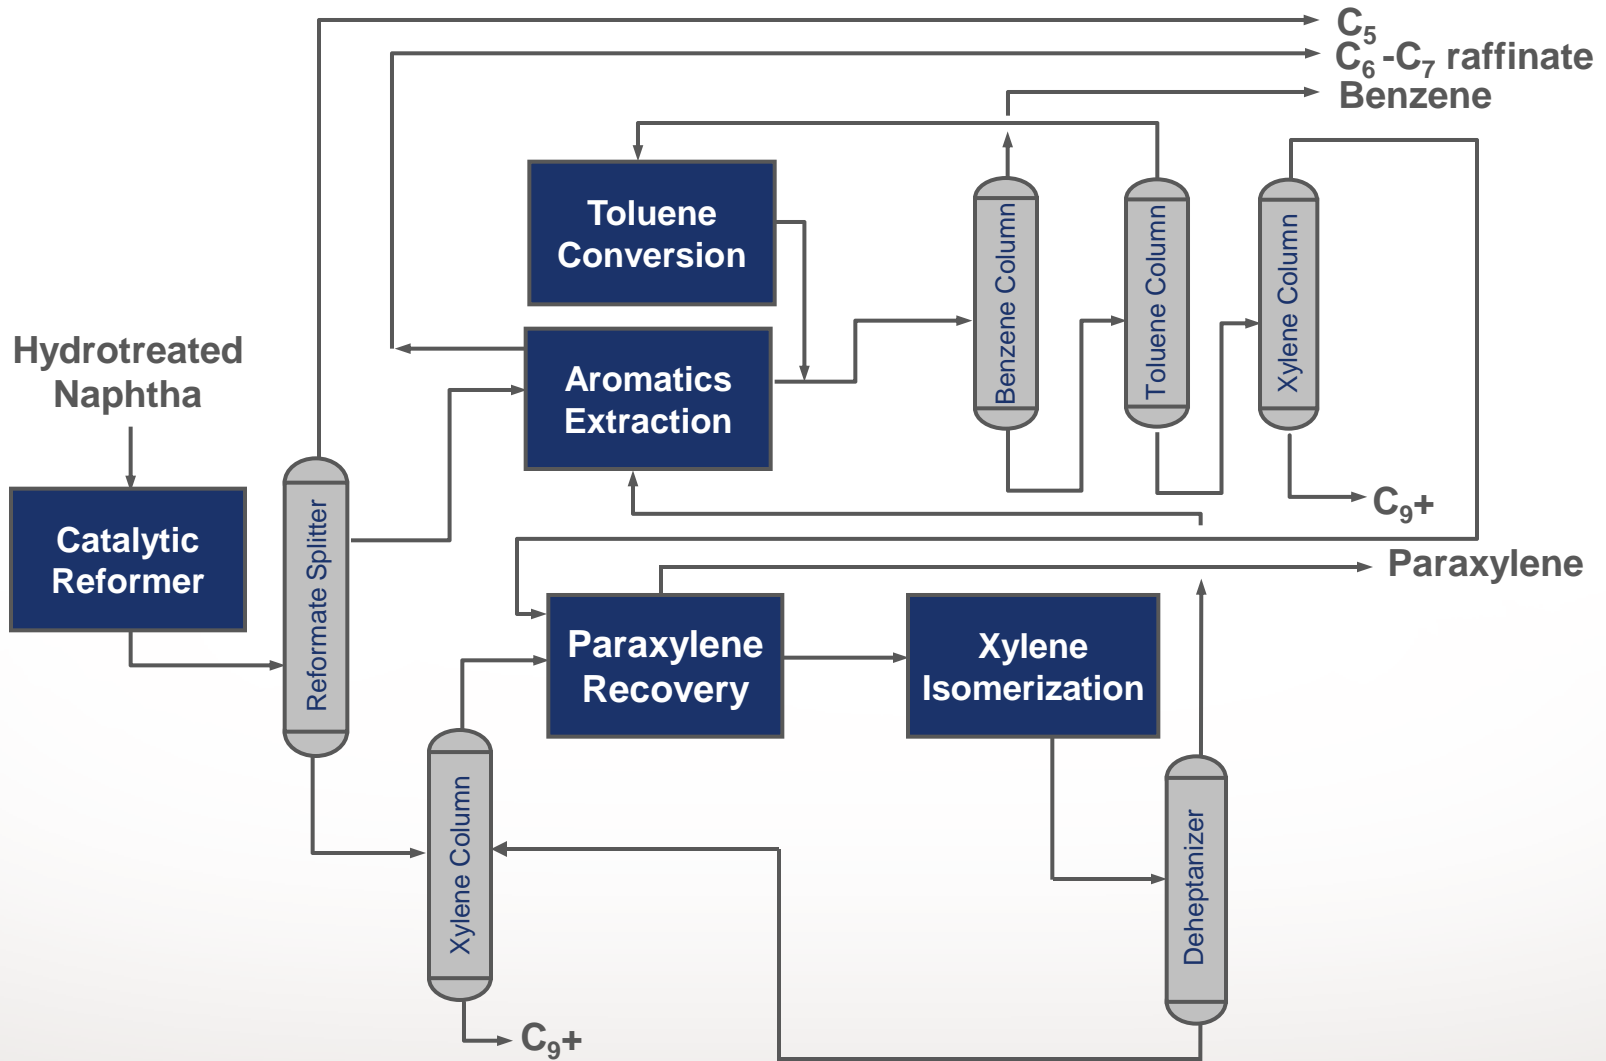 C₅
C₆-C₇ raffinate
Benzene
Toluene
Conversion
Benzene Column
Toluene Column
Xylene Column
Hydrotreated
Naphtha
Aromatics
Extraction
Catalytic
Reformer
Reformate Splitter
C₉+
Paraxylene
Paraxylene
Recovery
Xylene
Isomerization
Xylene Column
Deheptanizer
C₉+